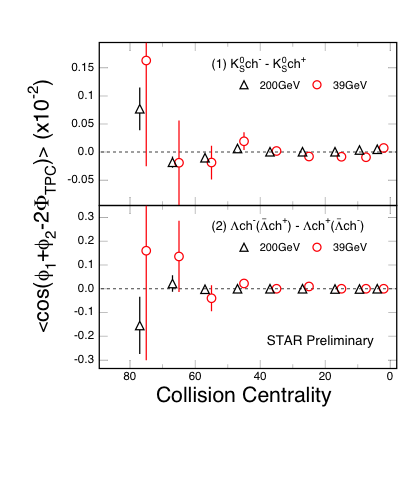 (1) K⁰Sch⁻ - K⁰Sch⁺
200GeV 39GeV
0.15
0.1
0.05
0.0
-0.05
<cos(ϕ₁+ϕ₂-2Φ_TPC)> (x10⁻²)
(2) Λch⁻(Λ̄ch⁺) - Λch⁺(Λ̄ch⁻)
200GeV 39GeV
0.3
0.2
0.1
0.0
-0.1
-0.2
-0.3
STAR Preliminary
80 60 40 20 0
Collision Centrality